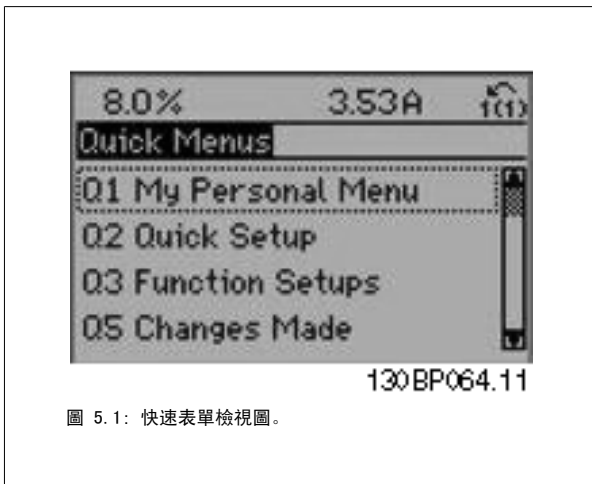 8.0% 3.53A 1(1)
Quick Menus
Q1 My Personal Menu
Q2 Quick Setup
Q3 Function Setups
Q5 Changes Made
130BP064.11
圖 5.1: 快速表單檢視圖。